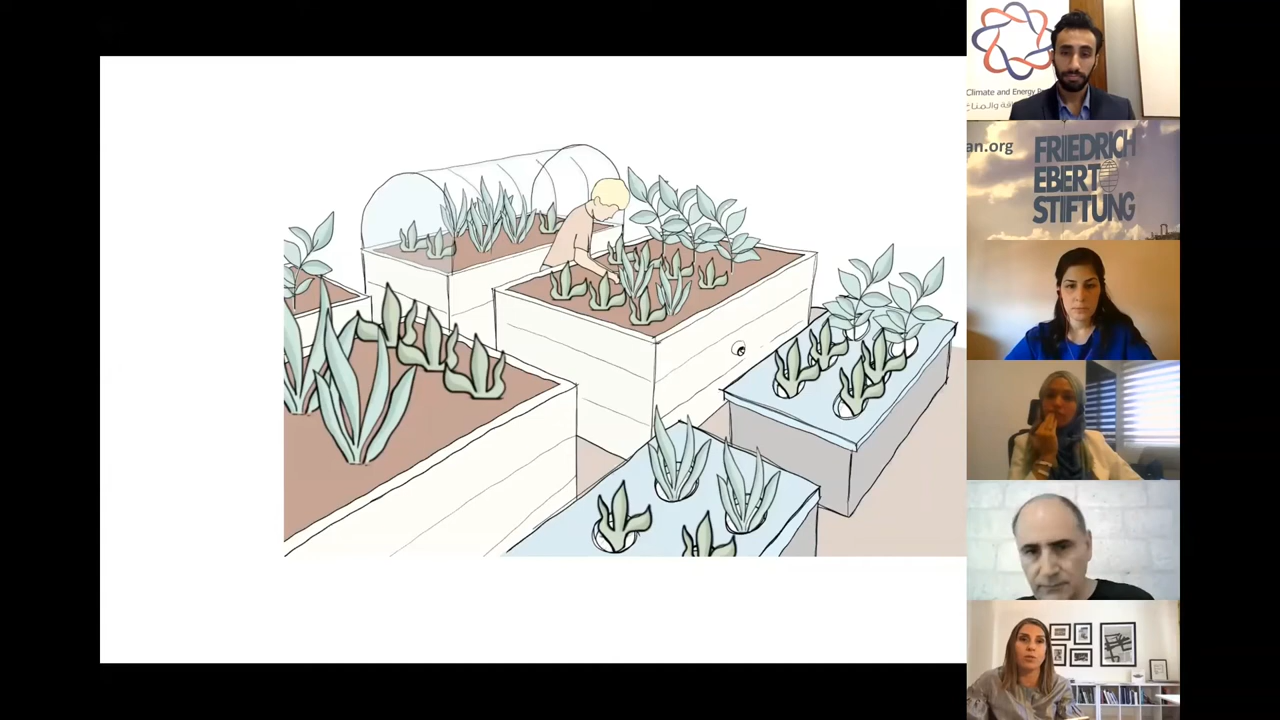 Climate and Energy
an.org
FRIEDRICH
EBERT
STIFTUNG